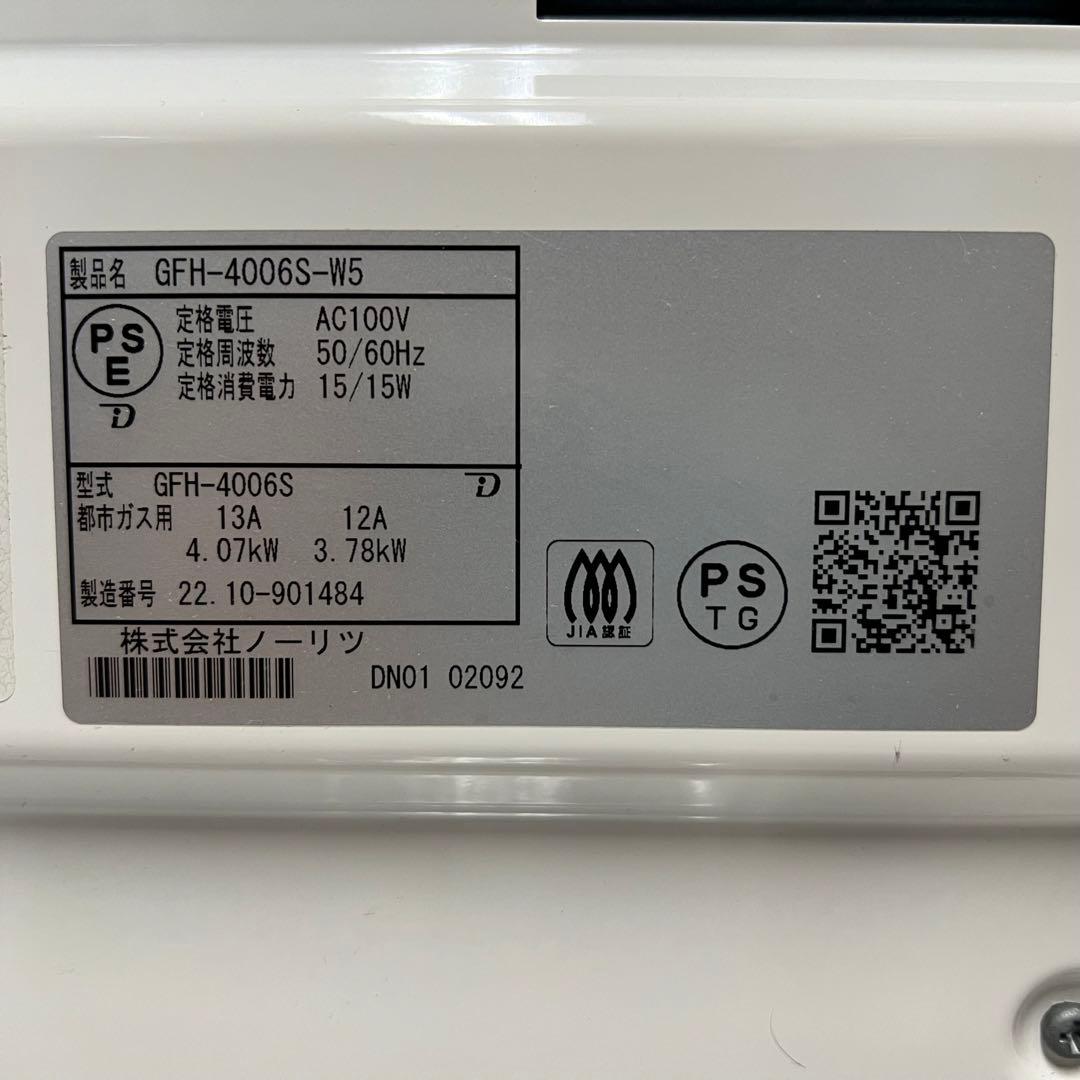 製品名 GFH-4006S-W5
PS
E
定格電圧 AC100V
定格周波数 50/60Hz
定格消費電力 15/15W
型式 GFH-4006S
都市ガス用 13A 12A
4.07kW 3.78kW
製造番号 22.10-901484
株式会社ノーリツ
DN01 02092
JIA認証
PS
TG